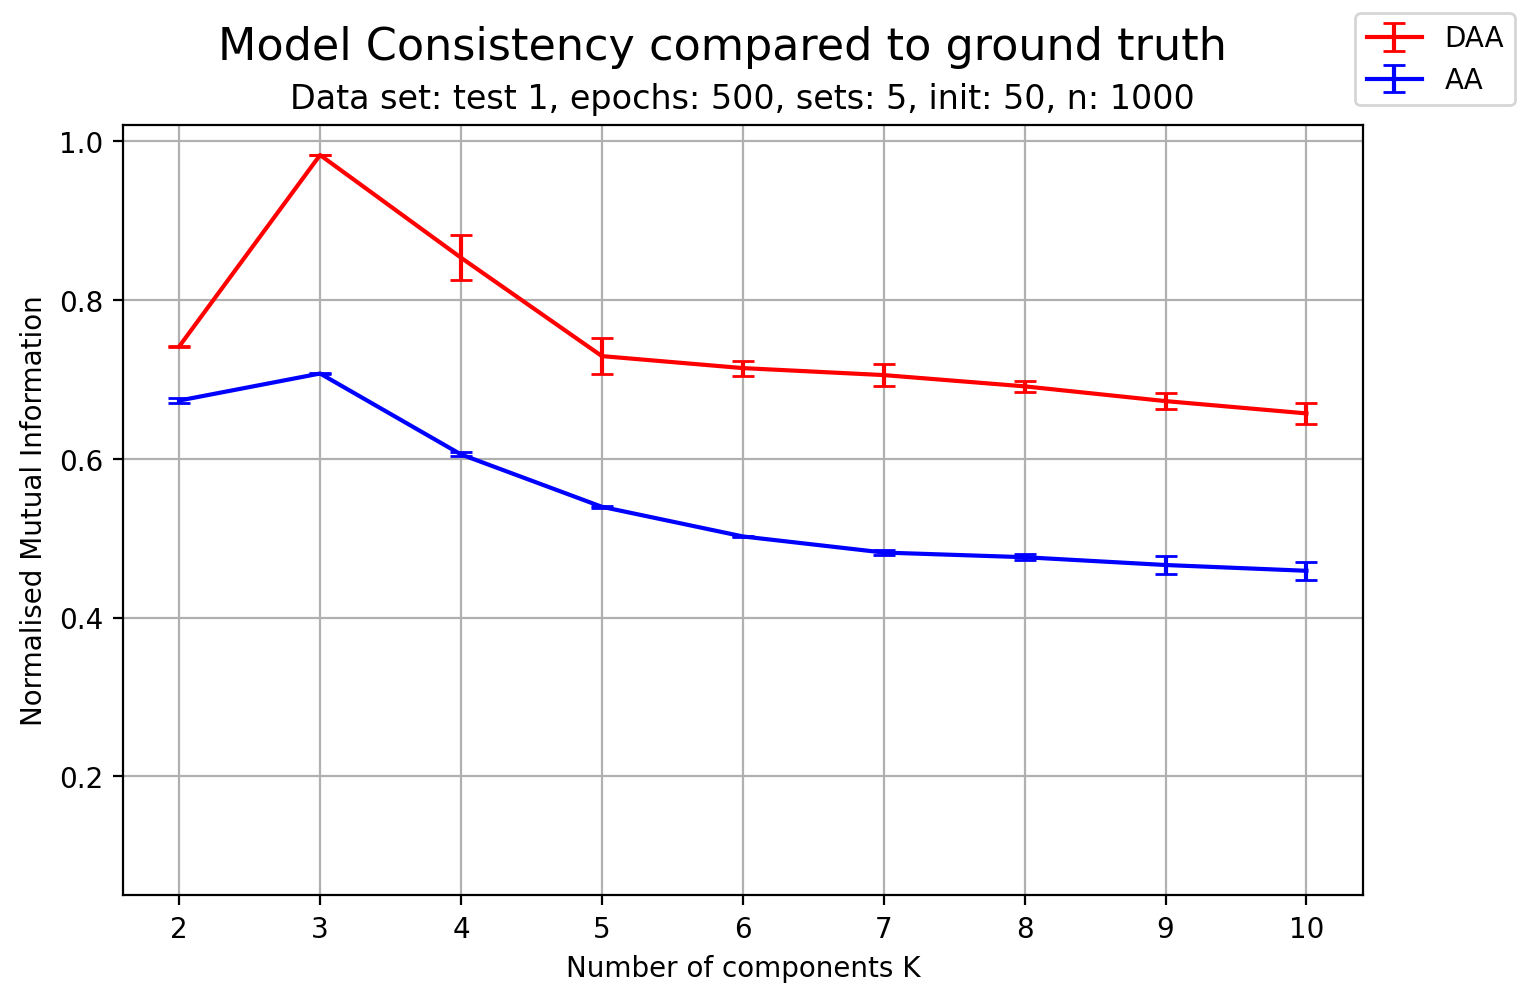 Model Consistency compared to ground truth
DAA
AA
Data set: test 1, epochs: 500, sets: 5, init: 50, n: 1000
Normalised Mutual Information
1.0
0.8
0.6
0.4
0.2
2 3 4 5 6 7 8 9 10
Number of components K